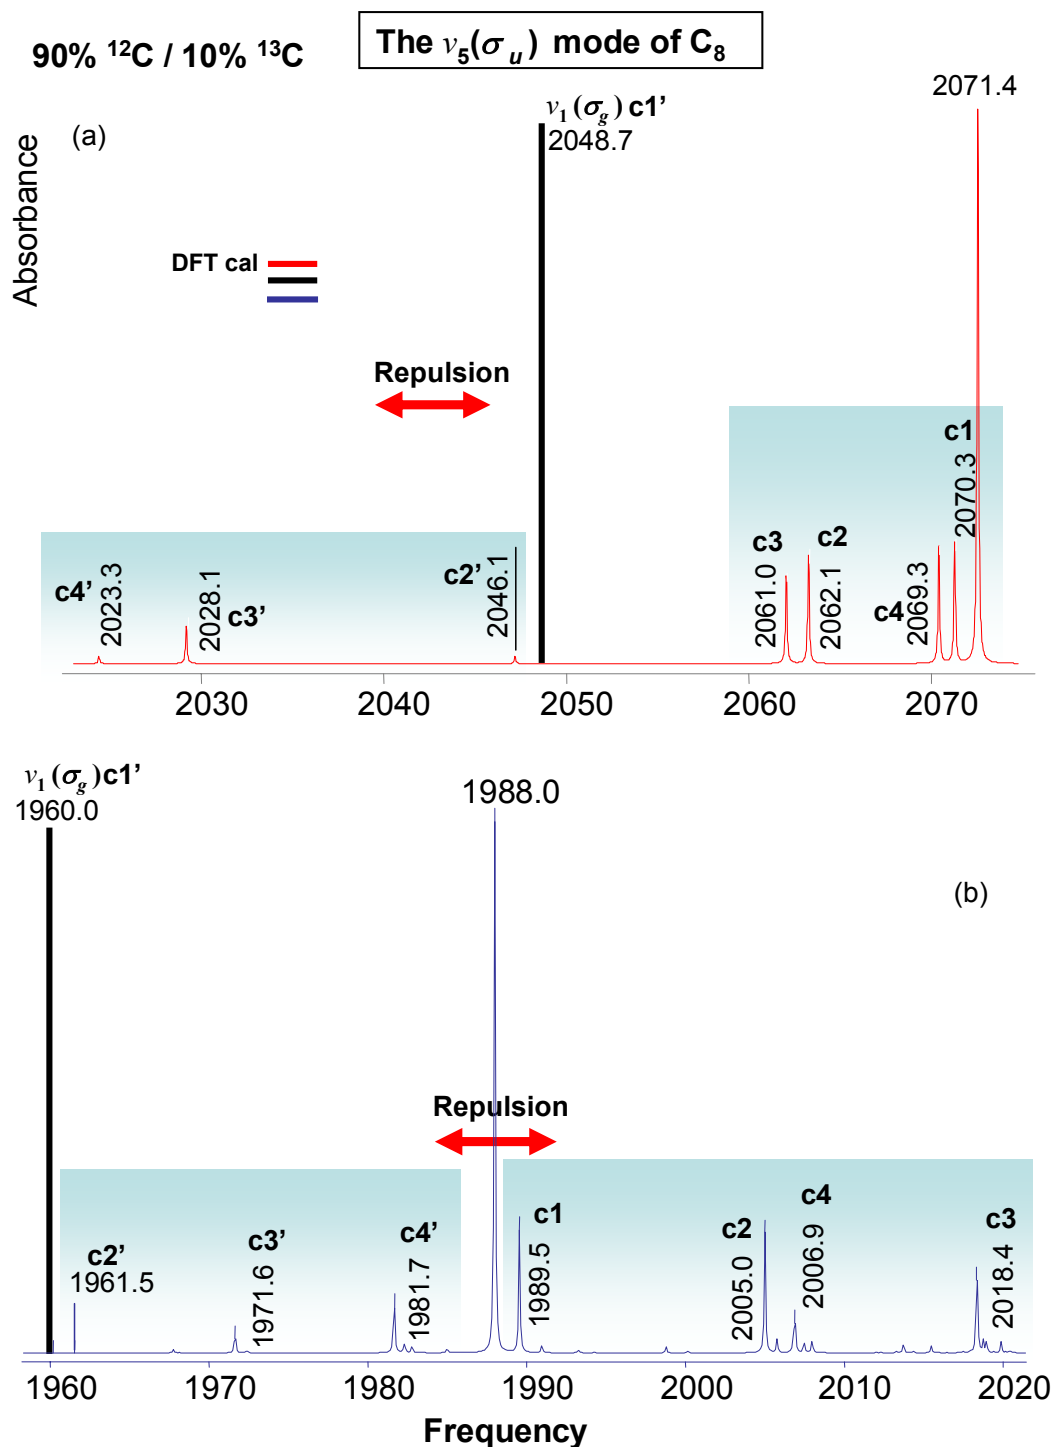 90% ¹²C / 10% ¹³C
The ν₅(σᵤ) mode of C₈
(a)
Absorbance
ν₁(σg) c1’
2048.7
2071.4
DFT cal
Repulsion
c4’
2023.3
2028.1
c3’
c2’
2046.1
c3
2061.0
c2
2062.1
c4
2069.3
c1
2070.3
2030 2040 2050 2060 2070
ν₁(σg) c1’
1960.0
1988.0
(b)
Repulsion
c2’
1961.5
c3’
1971.6
c4’
1981.7
c1
1989.5
c2
2005.0
c4
2006.9
c3
2018.4
1960 1970 1980 1990 2000 2010 2020
Frequency